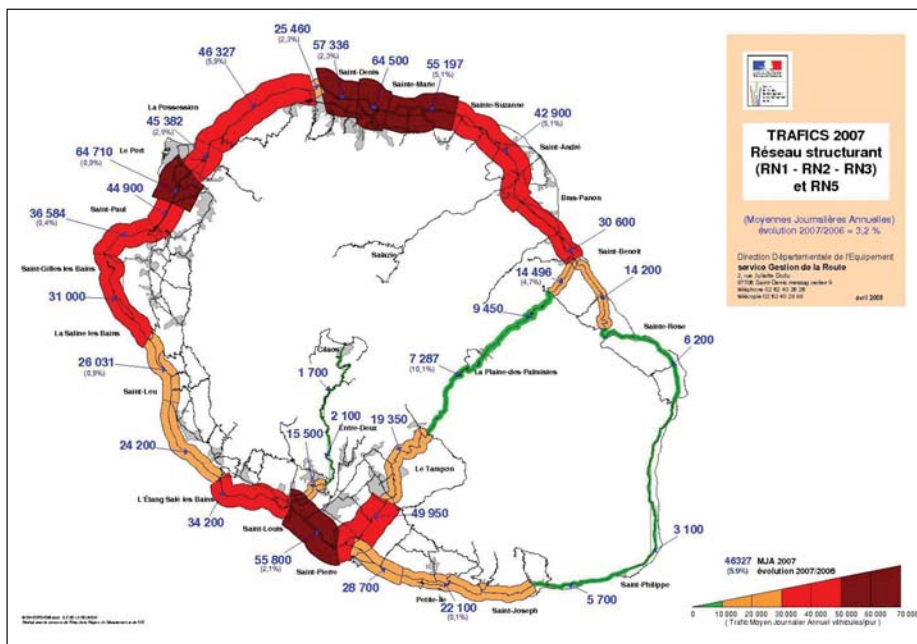 25 460
(2,3%)
57 336
(2,3%)
Saint-Denis
64 500
Sainte-Marie
55 197
(5,1%)
46 327
(5,9%)
La Possession
45 382
(2,9%)
Le Port
64 710
(0,9%)
44 900
Saint-Paul
36 584
(0,4%)
Saint-Gilles les Bains
31 000
La Saline les Bains
26 031
(0,9%)
Saint-Leu
24 200
L'Étang Salé les Bains
34 200
Saint-Louis
55 800
(2,1%)
Saint-Pierre
28 700
Petite-Île
22 100
(0,1%)
Saint-Joseph
5 700
Saint-Philippe
3 100
6 200
Sainte-Rose
14 200
Saint-Benoît
30 600
Bras-Panon
Saint-André
42 900
(5,1%)
Sainte-Suzanne
Salazie
14 496
(4,7%)
9 450
7 287
(10,1%)
La Plaine-des-Palmistes
19 350
Le Tampon
49 950
Cilaos
1 700
2 100
Entre-Deux
15 500
TRAFICS 2007
Réseau structurant
(RN1 - RN2 - RN3)
et RN5
(Moyennes Journalières Annuelles)
évolution 2007/2006 = 3,2 %
Direction Départementale de l'Equipement
service Gestion de la Route
2, rue Juliette Dodu
avril 2008
46327 MJA 2007
(5.9%) évolution 2007/2006
0 10 000 20 000 30 000 40 000 50 000 60 000 70 000
( Trafic Moyen Journalier Annuel véhicules/jour )